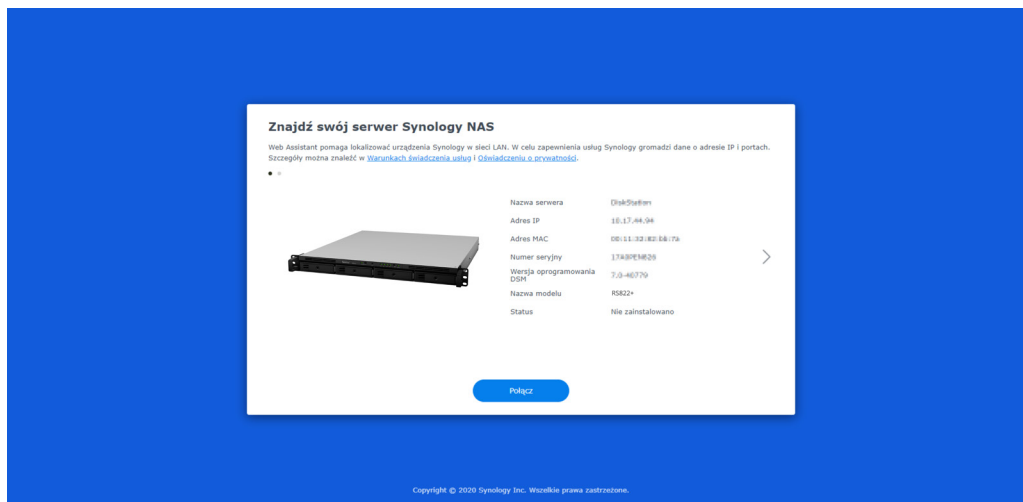 Znajdź swój serwer Synology NAS
Web Assistant pomaga lokalizować urządzenia Synology w sieci LAN. W celu zapewnienia usług Synology gromadzi dane o adresie IP i portach.
Szczegóły można znaleźć w Warunkach świadczenia usług i Oświadczeniu o prywatności.
Nazwa serwera DiskStation
Adres IP
Adres MAC
Numer seryjny
Wersja oprogramowania
DSM
Nazwa modelu RS822+
Status Nie zainstalowano
Połącz
Copyright © 2020 Synology Inc. Wszelkie prawa zastrzeżone.